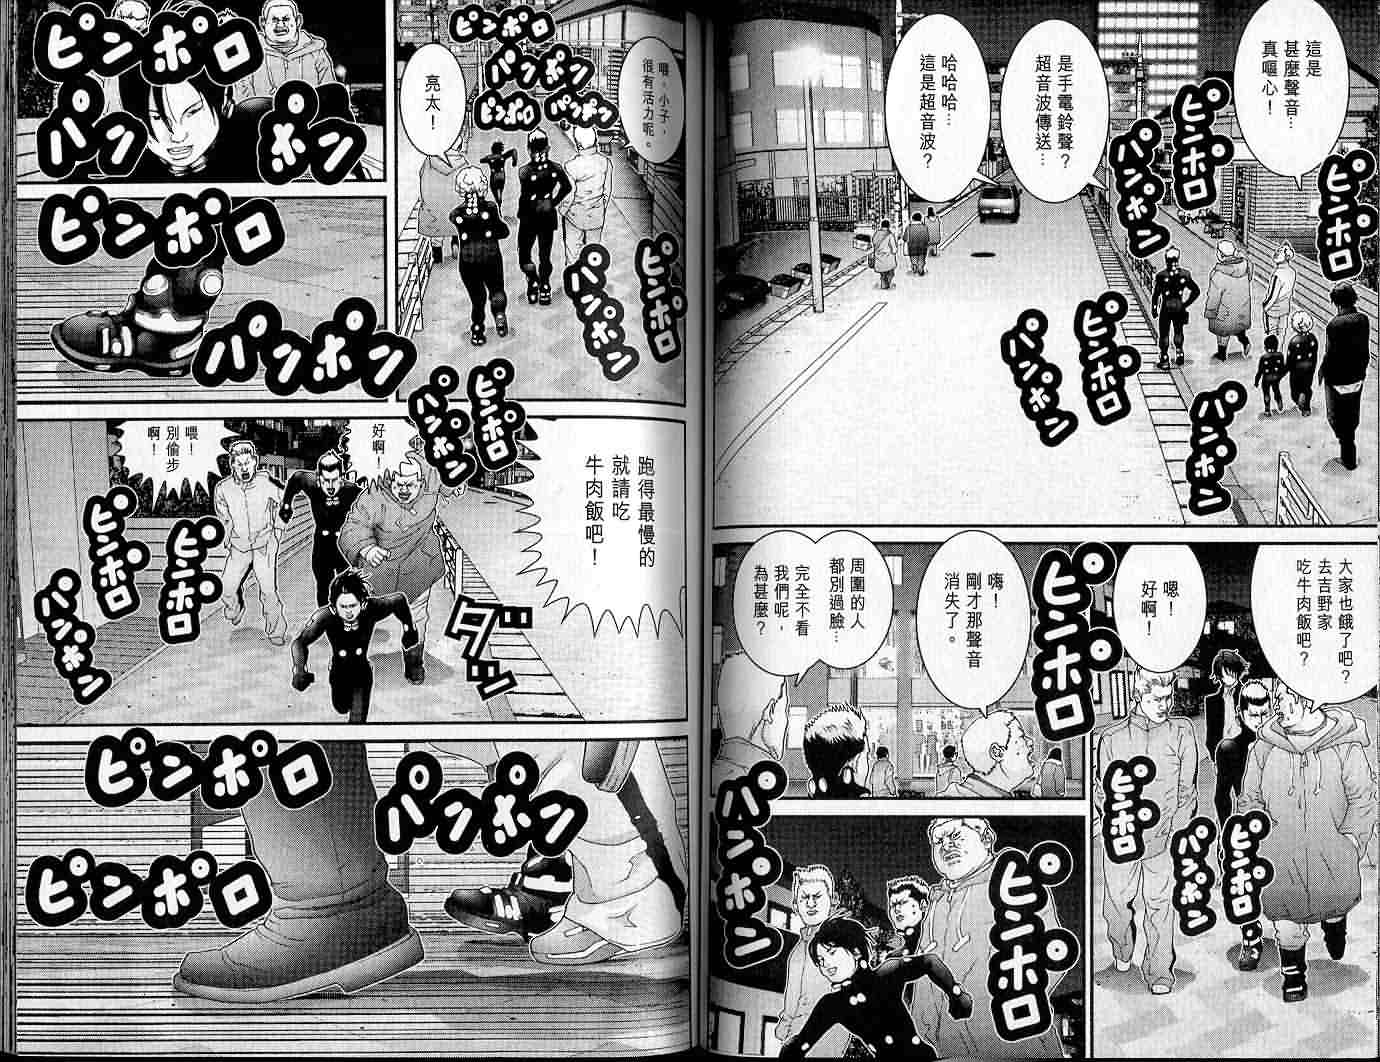 這是
甚麼聲音…
真嘔心！
是手電鈴聲？
超音波傳送…
哈哈哈…
這是超音波？
ピンポロ
ピンポロ
パンポン
ピンポロ
パンポン
パンポン
大家也餓了吧？
去吉野家
吃牛肉飯吧？
嗯！
好啊！
ピンポロ
パンポン
ピンポロ
嗨！
剛才那聲音
消失了。
周圍的人
都別過臉…
完全不看
我們呢，
為甚麼？
ピンポロ
パンポン
ピンポロ
喂，小子，
很有活力呢。
亮太！
ピンポロ
パンポン
ピンポロ
パンポン
ピンポロ
パンポン
ピンポロ
パン
ポン
ピンポロ
パンポン
跑得最慢的
就請吃
牛肉飯吧！
ピンポロ
パンポン
好啊！
喂！
別偷步
啊！
ピンポロ
ピンポロ
パンポン
ダッ
ピンポロ
パンポン
ピンポロ